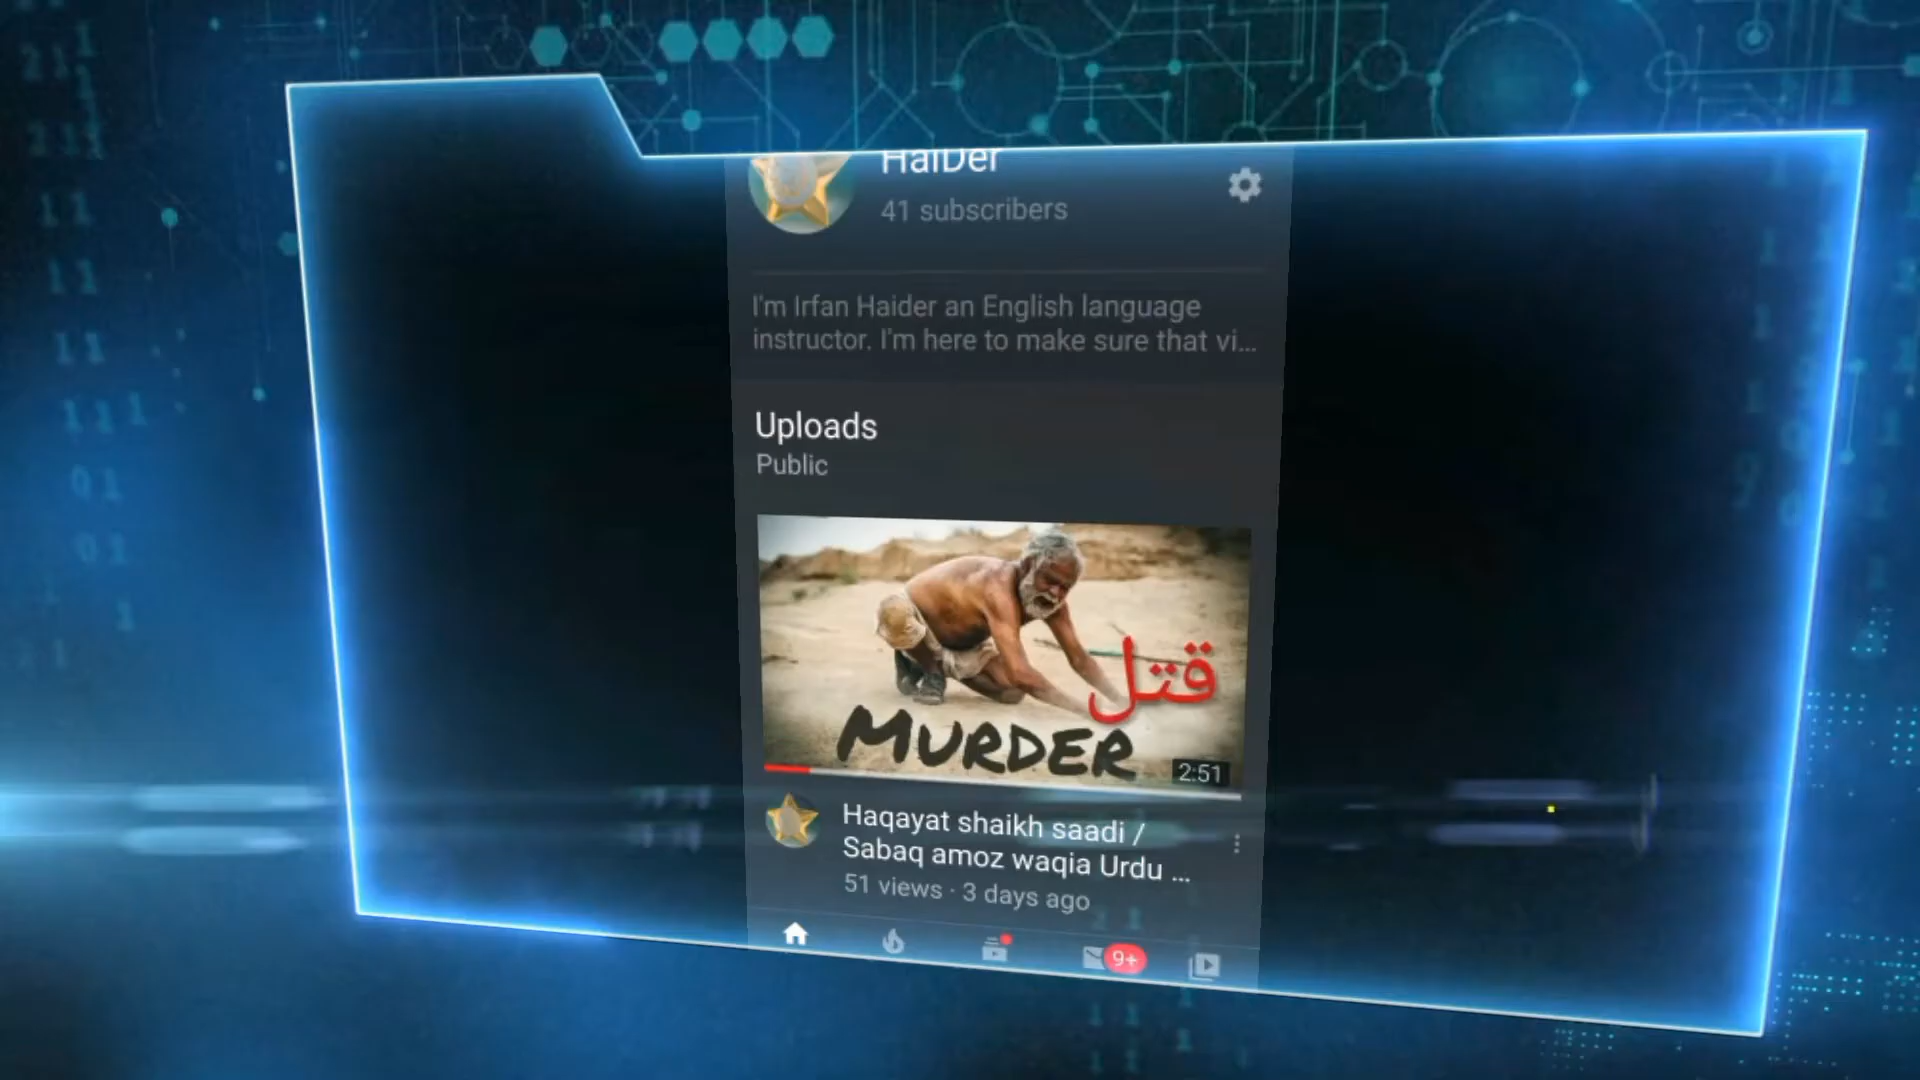 HaiDer
41 subscribers
I'm Irfan Haider an English language
instructor. I'm here to make sure that vi...
Uploads
Public
قتل
MURDER
2:51
Haqayat shaikh saadi /
Sabaq amoz waqia Urdu ...
51 views · 3 days ago
9+